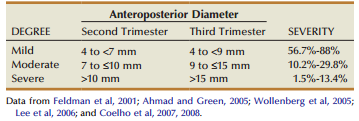 Anteroposterior Diameter
DEGREE Second Trimester Third Trimester SEVERITY
Mild 4 to <7 mm 4 to <9 mm 56.7%-88%
Moderate 7 to ≤10 mm 9 to ≤15 mm 10.2%-29.8%
Severe >10 mm >15 mm 1.5%-13.4%
Data from Feldman et al, 2001; Ahmad and Green, 2005; Wollenberg et al, 2005;
Lee et al, 2006; and Coelho et al, 2007, 2008.